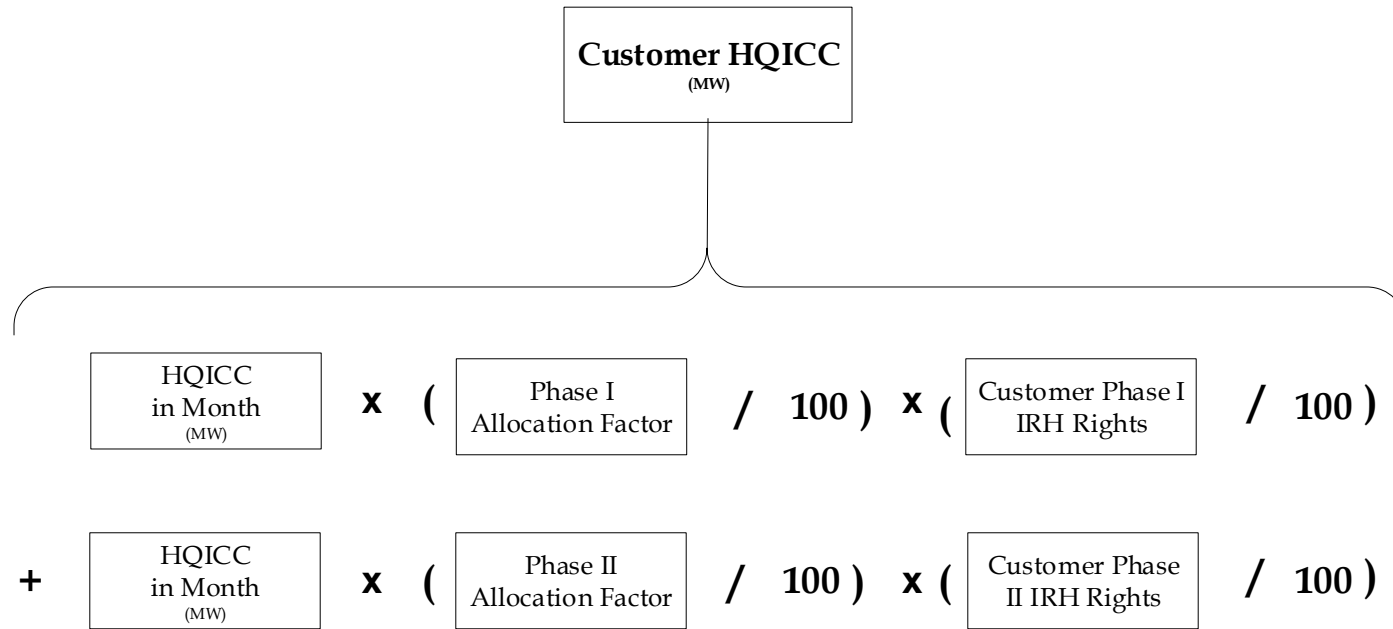 Customer HQICC
(MW)
HQICC
in Month
(MW)
x ( Phase I
Allocation Factor / 100 ) x ( Customer Phase I
IRH Rights / 100 )
+ HQICC
in Month
(MW)
x ( Phase II
Allocation Factor / 100 ) x ( Customer Phase
II IRH Rights / 100 )